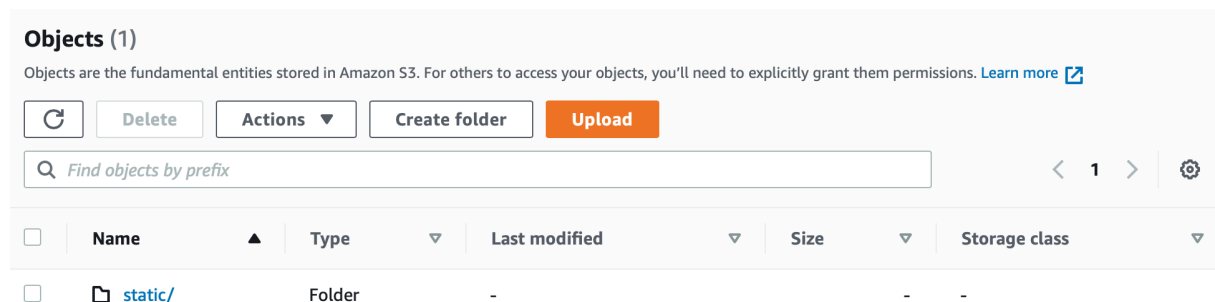 Objects (1)
Objects are the fundamental entities stored in Amazon S3. For others to access your objects, you'll need to explicitly grant them permissions. Learn more
Delete Actions Create folder Upload
Find objects by prefix 1
Name Type Last modified Size Storage class
static/ Folder - - -